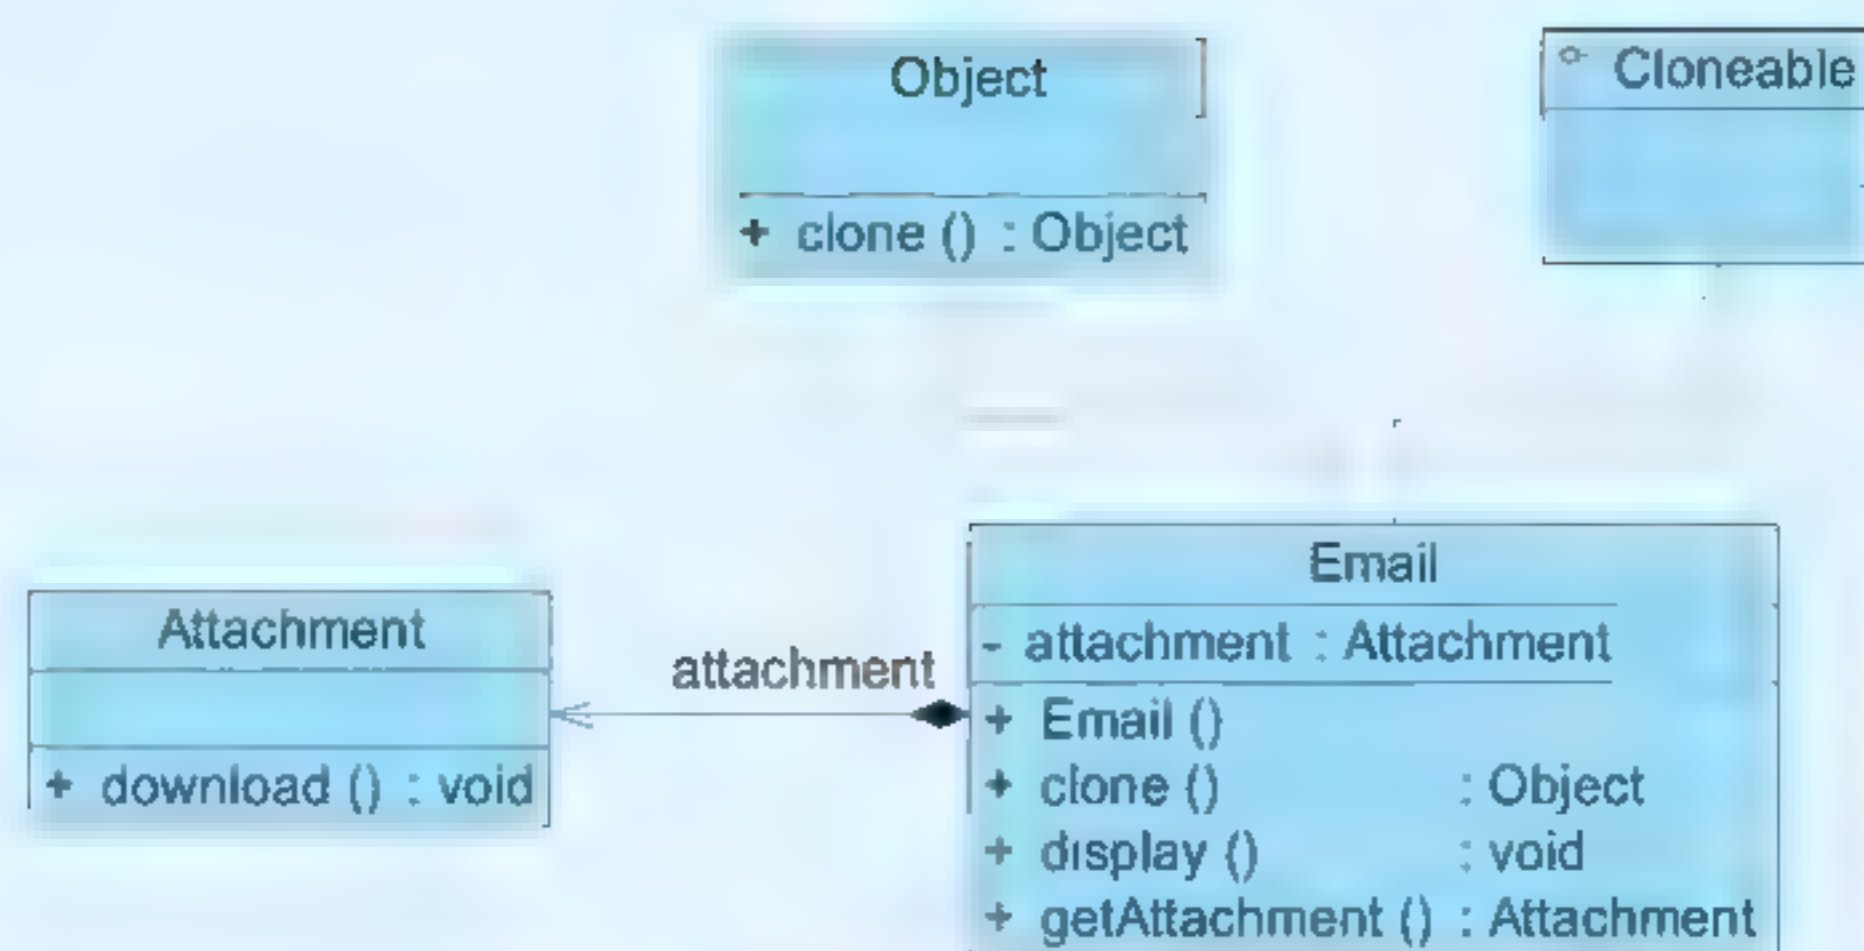 Object
+ clone () : Object
Cloneable
Attachment
+ download () : void
attachment
Email
- attachment : Attachment
+ Email ()
+ clone () : Object
+ display () : void
+ getAttachment () : Attachment